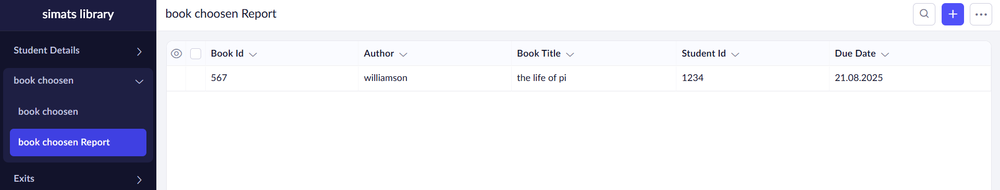 simats library
Student Details
book choosen
book choosen
book choosen Report
Exits
book choosen Report
Book Id Author Book Title Student Id Due Date
567 williamson the life of pi 1234 21.08.2025